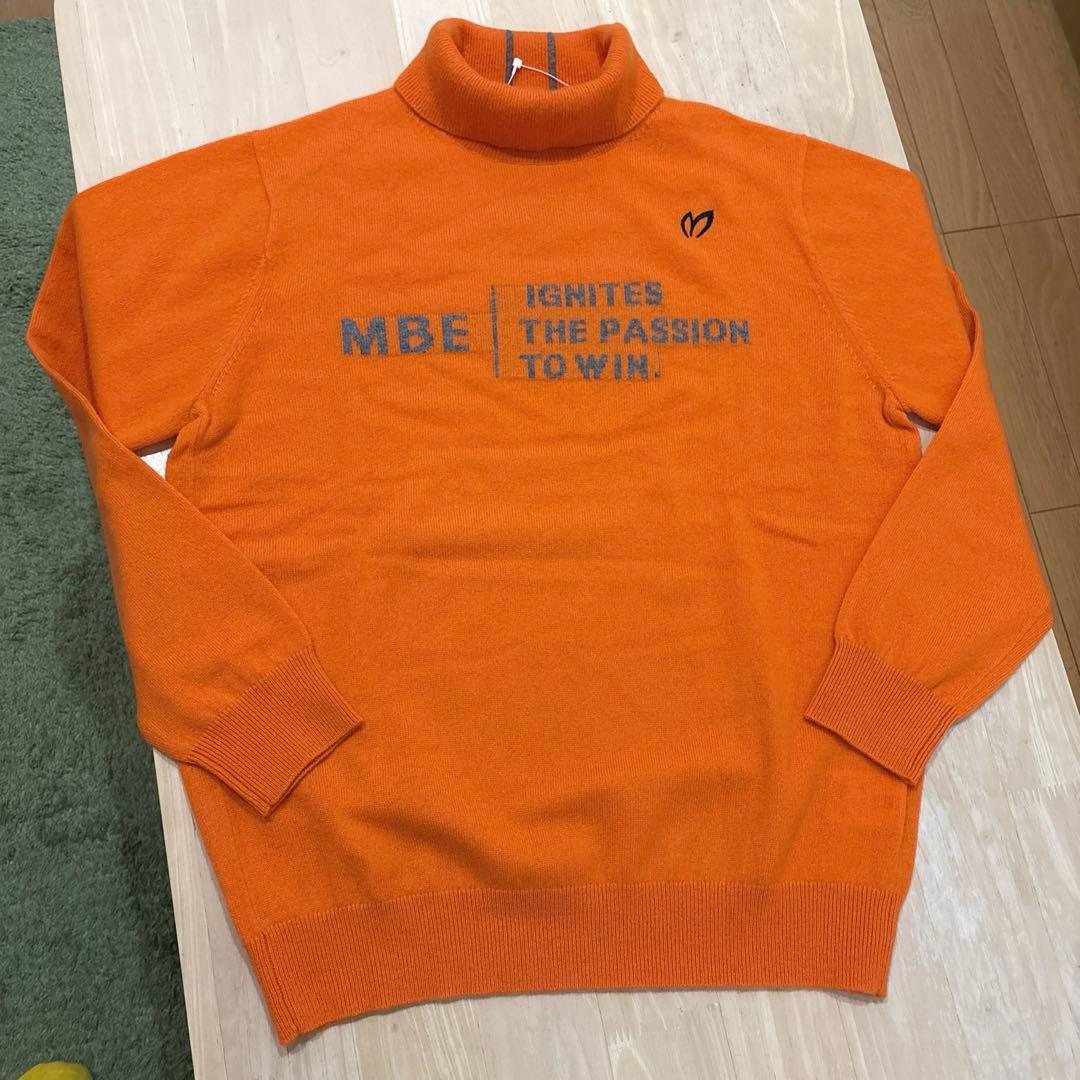 MBE
IGNITES
THE PASSION
TO WIN.